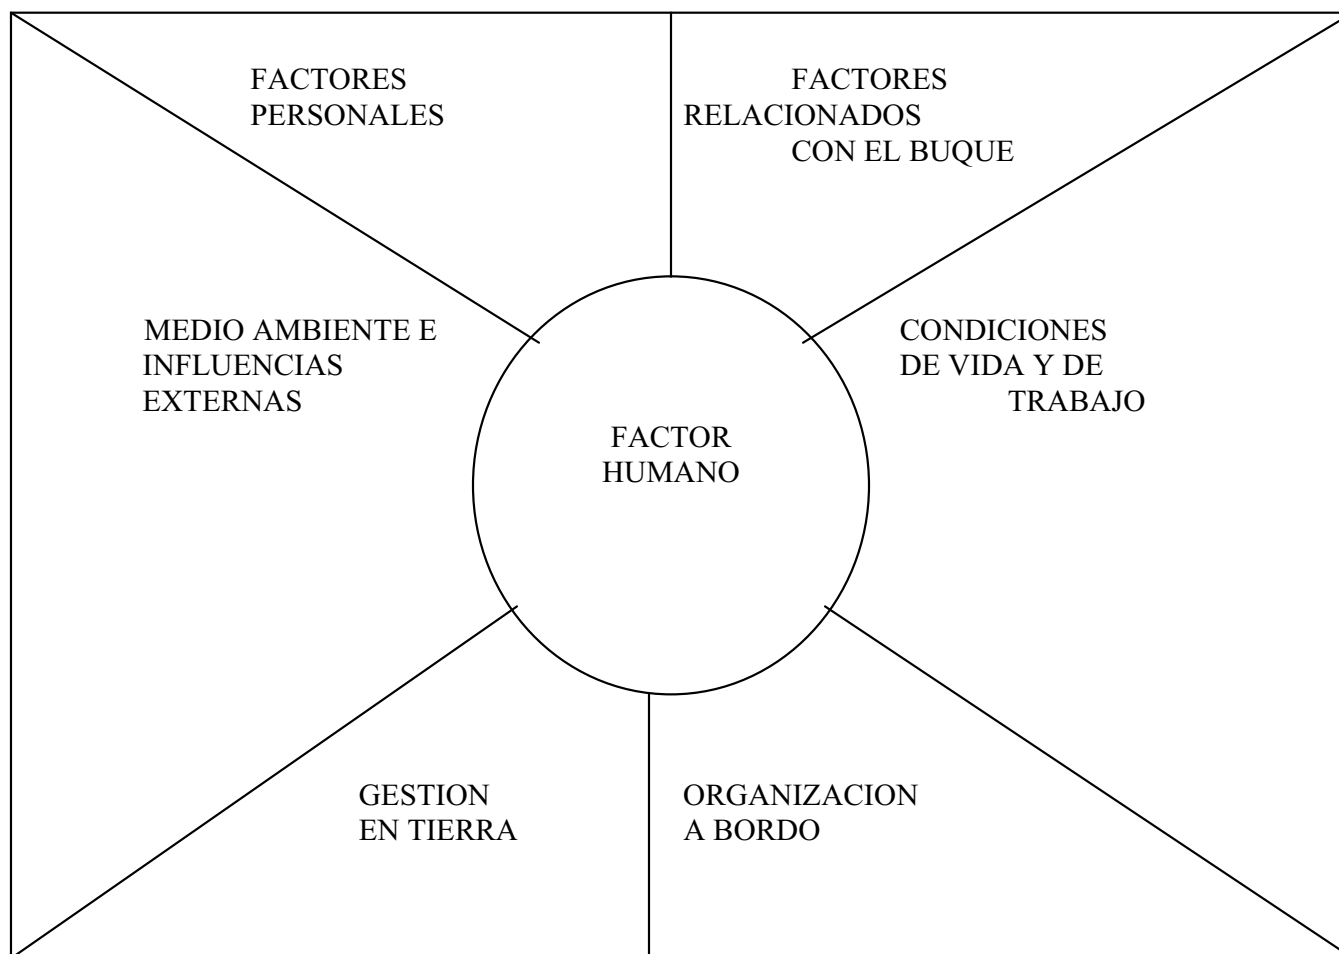 FACTORES
PERSONALES
FACTORES
RELACIONADOS
CON EL BUQUE
MEDIO AMBIENTE E
INFLUENCIAS
EXTERNAS
CONDICIONES
DE VIDA Y DE
TRABAJO
FACTOR
HUMANO
GESTION
EN TIERRA
ORGANIZACION
A BORDO